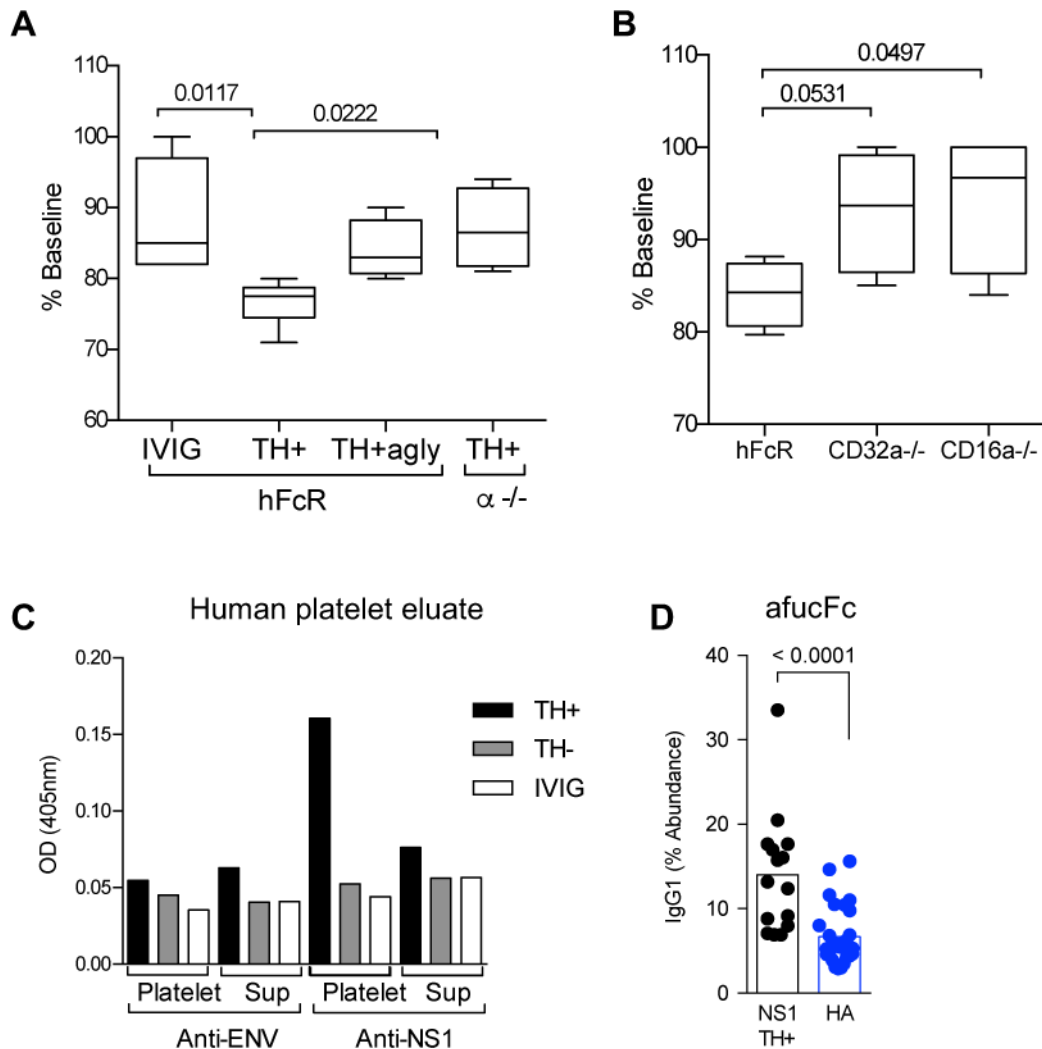 A
110
100
90
80
70
60
% Baseline
0.0117
0.0222
IVIG TH+ TH+agly TH+
hFcR α -/-
B
110
100
90
80
70
% Baseline
0.0497
0.0531
hFcR CD32a-/- CD16a-/-
C
Human platelet eluate
0.20
0.15
0.10
0.05
0.00
OD (405nm)
TH+
TH-
IVIG
Platelet Sup Platelet Sup
Anti-ENV Anti-NS1
D
afucFc
< 0.0001
40
30
20
10
0
IgG1 (% Abundance)
NS1 HA
TH+